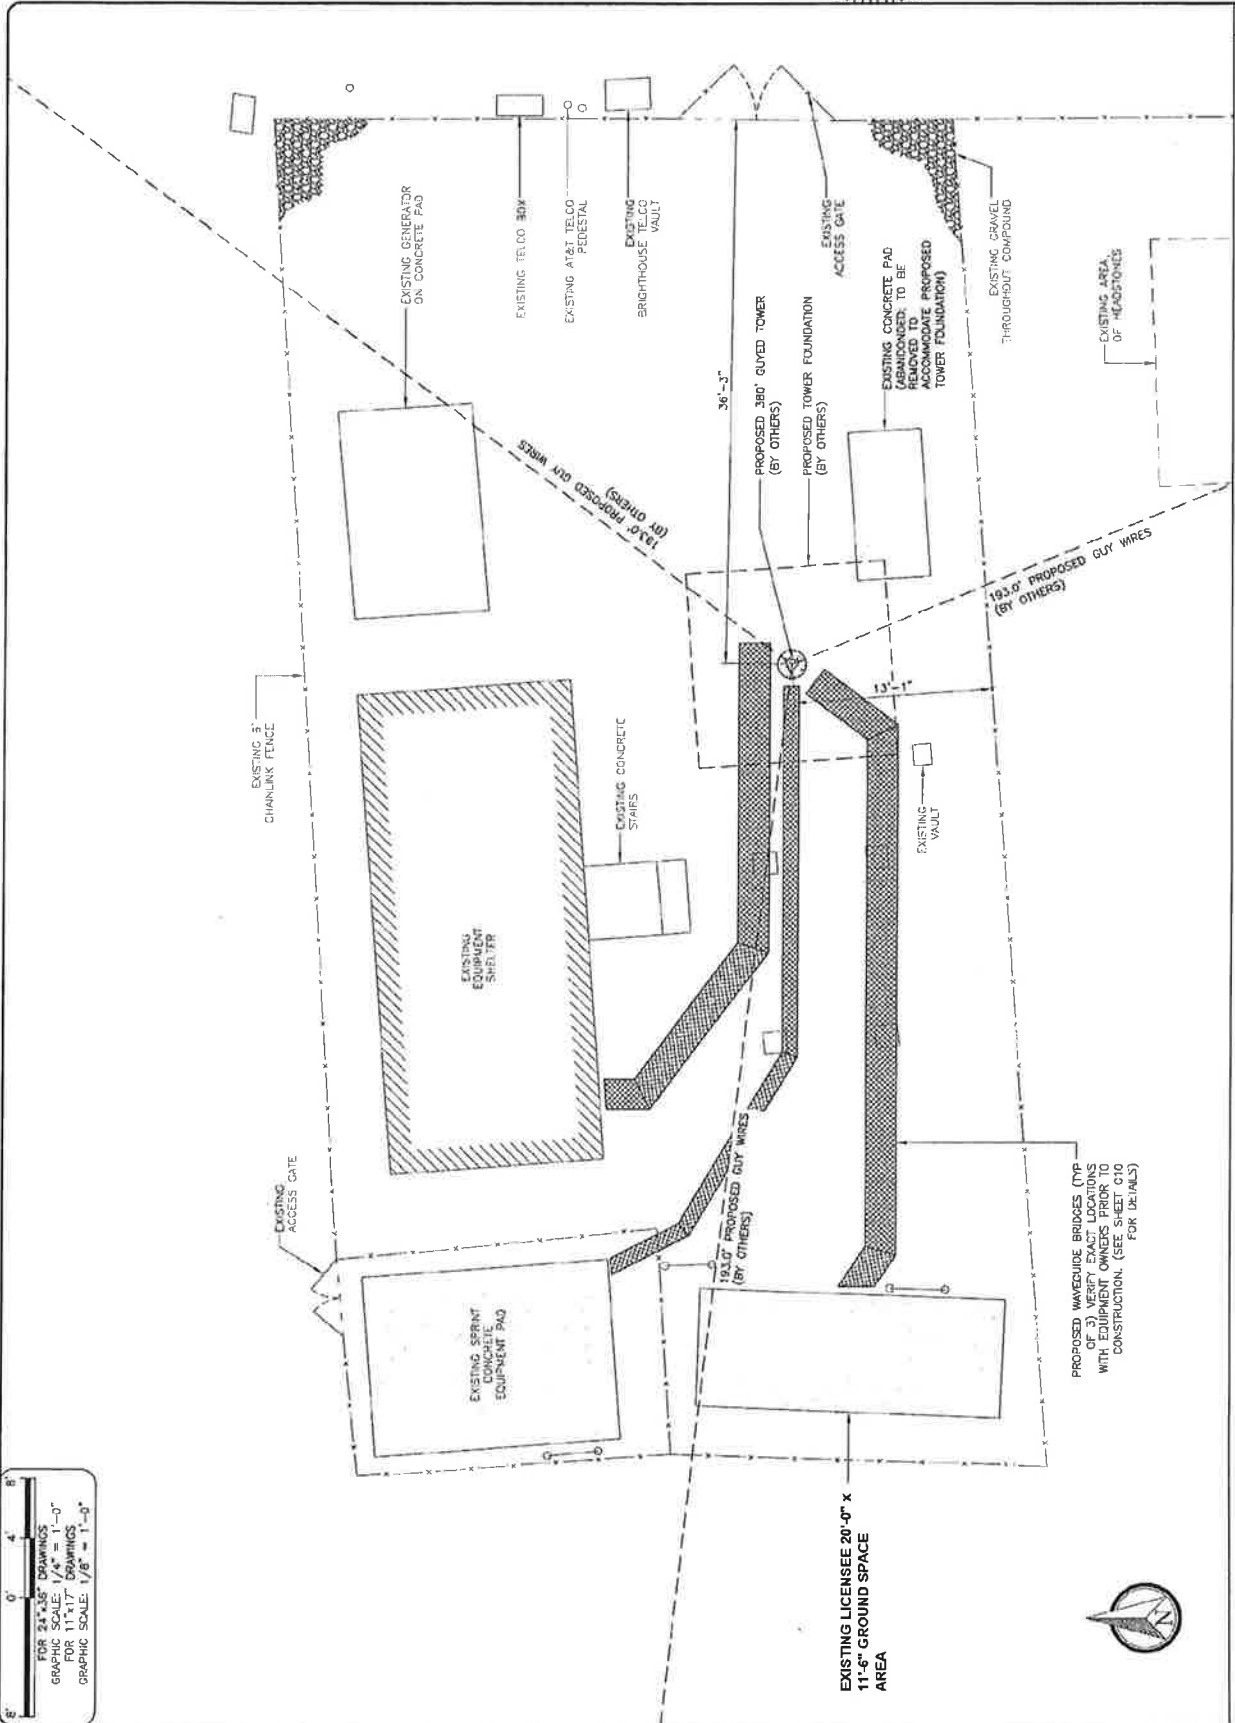 EXISTING GENERATOR
ON CONCRETE PAD
EXISTING TELCO BOX
EXISTING AT&T TELCO
PEDESTAL
EXISTING
BRIGHTHOUSE TELCO
VAULT
EXISTING
ACCESS GATE
EXISTING GRAVEL
THROUGHOUT COMPOUND
EXISTING AREA,
OF HEADSTONES
EXISTING CONCRETE PAD
(ABANDONDED; TO BE
REMOVED TO
ACCOMMODATE PROPOSED
TOWER FOUNDATION)
36'-3"
PROPOSED 380' GUYED TOWER
(BY OTHERS)
PROPOSED TOWER FOUNDATION
(BY OTHERS)
193.0' PROPOSED GUY WIRES
(BY OTHERS)
193.0' PROPOSED GUY WIRES
(BY OTHERS)
13'-1"
CHAINLINK FENCE
EXISTING CONCRETE
STAIRS
EXISTING
VAULT
EXISTING
EQUIPMENT
SHELTER
EXISTING
ACCESS GATE
193.0' PROPOSED GUY WIRES
(BY OTHERS)
EXISTING SPRINT
CONCRETE
EQUIPMENT PAD
PROPOSED WAVEGUIDE BRIDGES (TYP
OF 3) VERIFY EXACT LOCATIONS
WITH EQUIPMENT OWNERS PRIOR TO
CONSTRUCTION. (SEE SHEET C10
FOR DETAILS)
EXISTING LICENSEE 20'-0" x
11'-6" GROUND SPACE
AREA
8' 0' 4' 8'
FOR 24"x36" DRAWINGS
GRAPHIC SCALE: 1/4" = 1'-0"
FOR 11"x17" DRAWINGS
GRAPHIC SCALE: 1/8" = 1'-0"
N